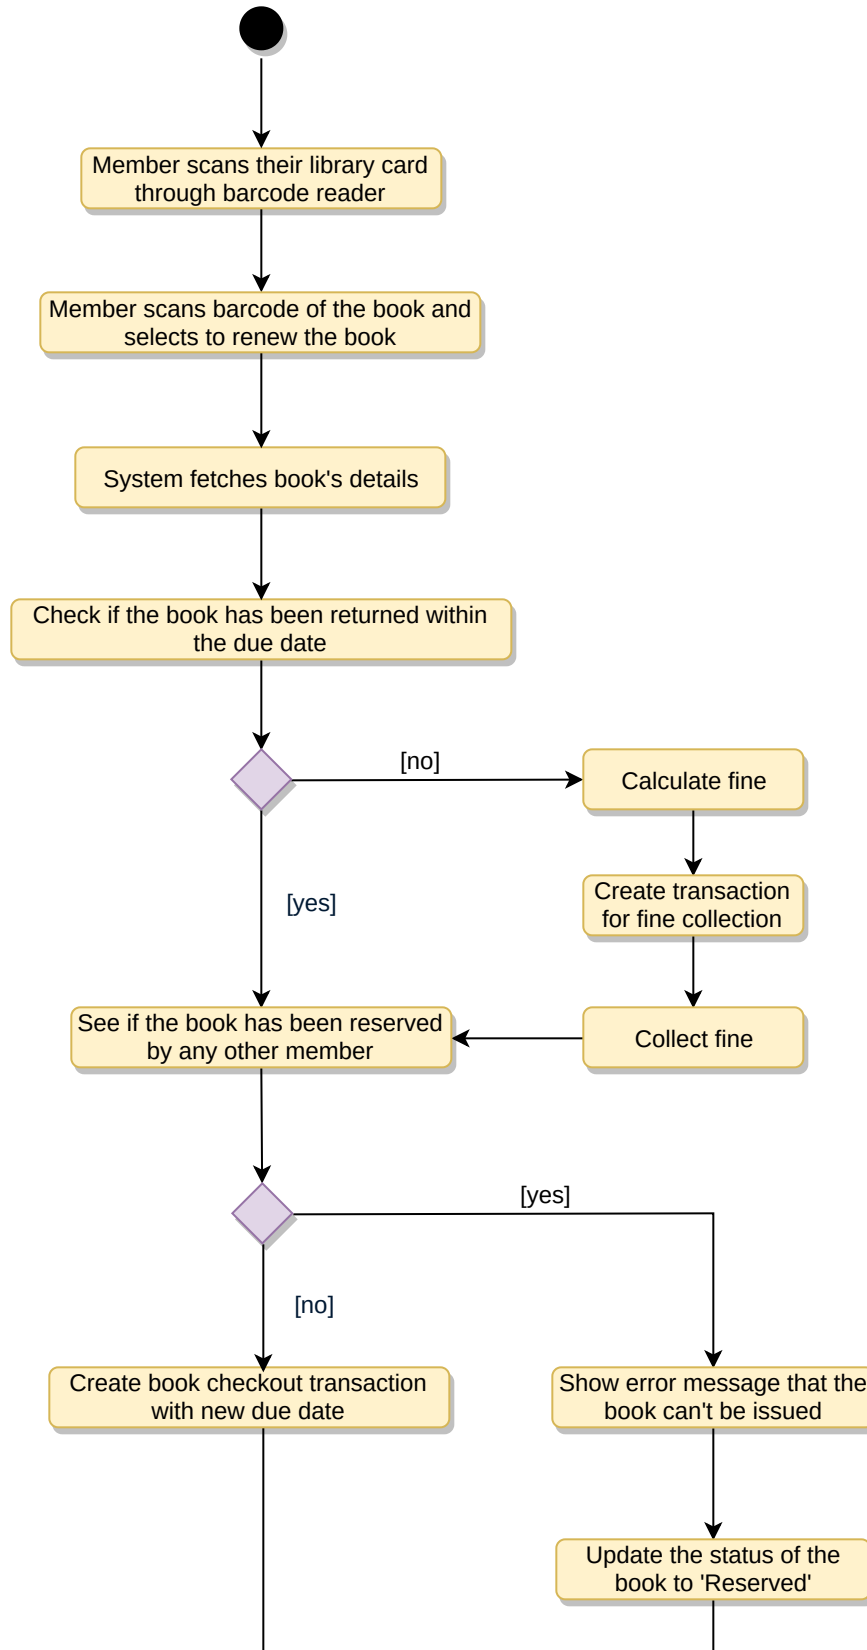 Member scans their library card
through barcode reader
Member scans barcode of the book and
selects to renew the book
System fetches book's details
Check if the book has been returned within
the due date
[no]
Calculate fine
[yes]
Create transaction
for fine collection
See if the book has been reserved
by any other member
Collect fine
[yes]
[no]
Create book checkout transaction
with new due date
Show error message that the
book can't be issued
Update the status of the
book to 'Reserved'